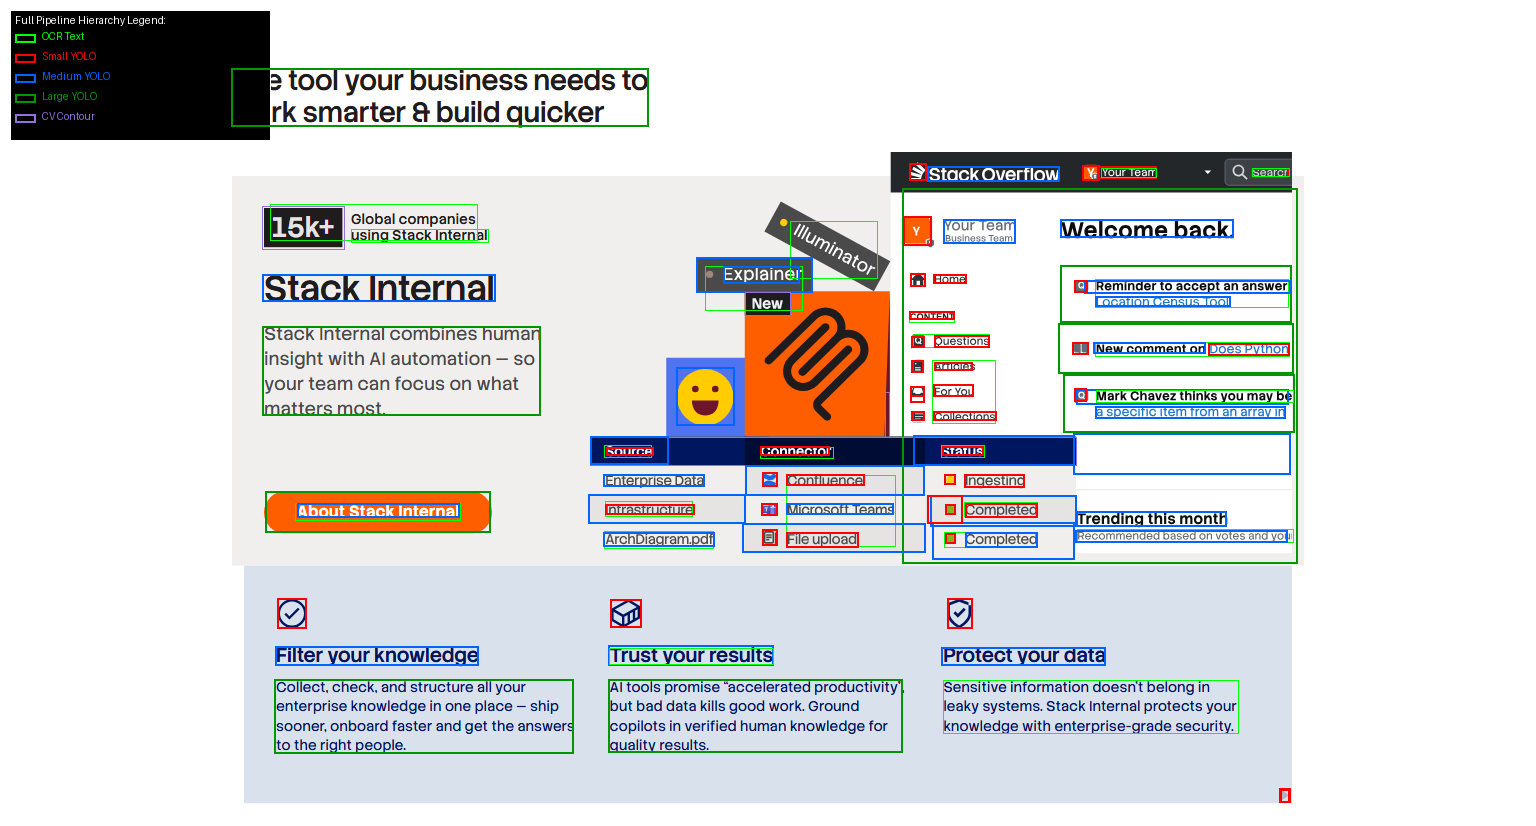 Full Pipeline Hierarchy Legend:
OCR Text
Small YOLO
Medium YOLO
Large YOLO
CV Contour
e tool your business needs to
rk smarter & build quicker
15k+
Global companies
using Stack Internal
Stack Internal
Stack Internal combines human
insight with AI automation — so
your team can focus on what
matters most.
About Stack Internal
Illuminator
Explainer
New
Stack Overflow
Your Team
Search
Y
Your Team
Business Team
Home
CONTENT
Questions
Articles
For You
Collections
Welcome back
Reminder to accept an answer
Location Census Tool
New comment on Does Python
Mark Chavez thinks you may be
a specific item from an array in
Trending this month
Recommended based on votes and you
Source Connector Status
Enterprise Data Confluence Ingesting
Infrastructure Microsoft Teams Completed
ArchDiagram.pdf File upload Completed
Filter your knowledge
Collect, check, and structure all your
enterprise knowledge in one place — ship
sooner, onboard faster and get the answers
to the right people.
Trust your results
AI tools promise “accelerated productivity”,
but bad data kills good work. Ground
copilots in verified human knowledge for
quality results.
Protect your data
Sensitive information doesn't belong in
leaky systems. Stack Internal protects your
knowledge with enterprise-grade security.